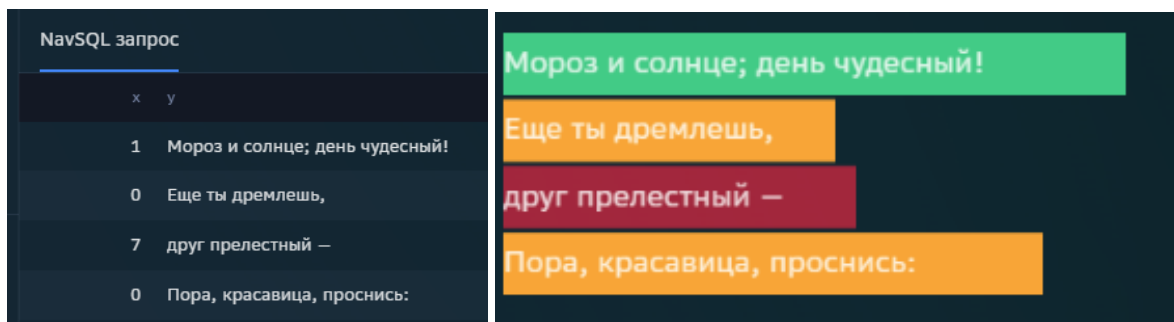 NavSQL запрос
x y
1 Мороз и солнце; день чудесный!
0 Еще ты дремлешь,
7 друг прелестный —
0 Пора, красавица, проснись:
Мороз и солнце; день чудесный!
Еще ты дремлешь,
друг прелестный —
Пора, красавица, проснись: